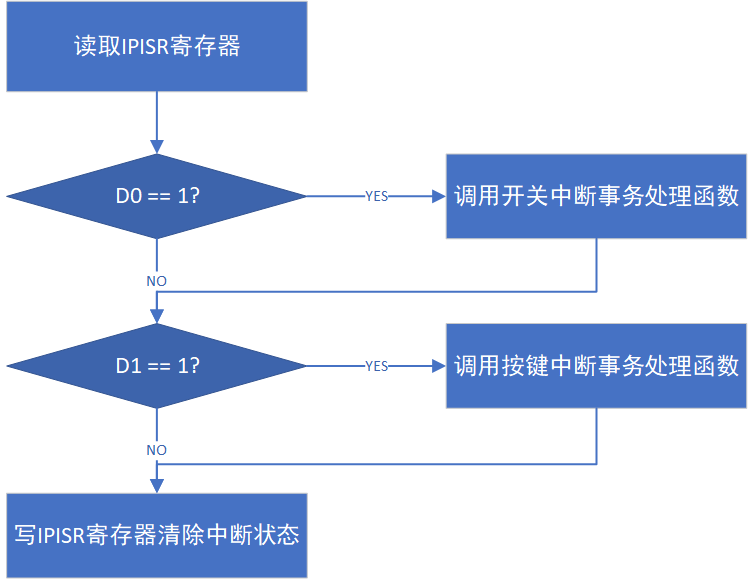 读取IPISR寄存器
D0 == 1?
YES
调用开关中断事务处理函数
NO
D1 == 1?
YES
调用按键中断事务处理函数
NO
写IPISR寄存器清除中断状态